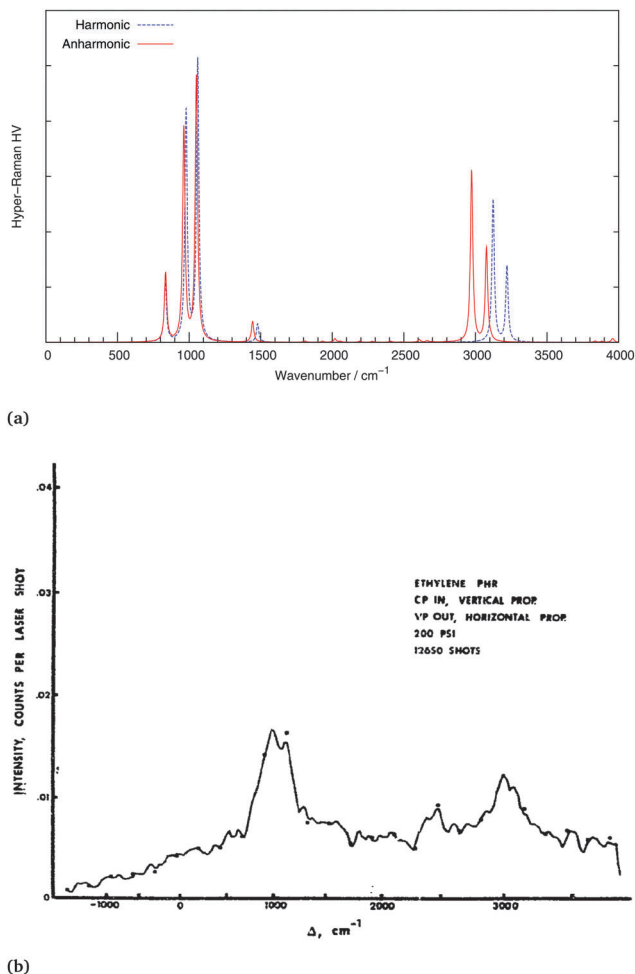 Harmonic
Anharmonic
Hyper–Raman HV
0 500 1000 1500 2000 2500 3000 3500 4000
Wavenumber / cm−1
(a)
.04
.03
.02
.01
0
INTENSITY, COUNTS PER LASER SHOT
ETHYLENE PHR
CP IN, VERTICAL PROP.
VP OUT, HORIZONTAL PROP.
200 PSI
12650 SHOTS
-1000 0 1000 2000 3000
Δ, cm-1
(b)